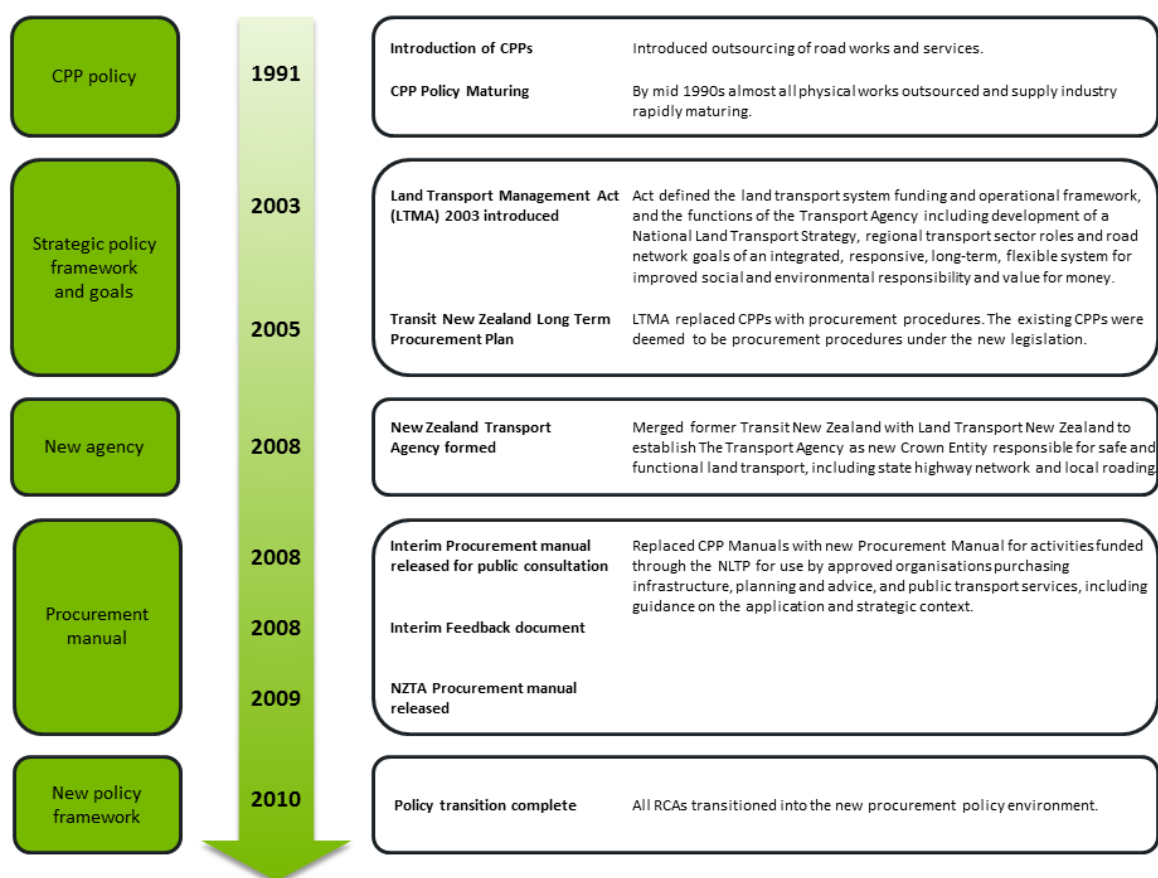 CPP policy
1991
Introduction of CPPs
Introduced outsourcing of road works and services.
CPP Policy Maturing
By mid 1990s almost all physical works outsourced and supply industry
rapidly maturing.
Strategic policy
framework
and goals
2003
Land Transport Management Act
(LTMA) 2003 introduced
Act defined the land transport system funding and operational framework,
and the functions of the Transport Agency including development of a
National Land Transport Strategy, regional transport sector roles and road
network goals of an integrated, responsive, long-term, flexible system for
improved social and environmental responsibility and value for money.
2005
Transit New Zealand Long Term
Procurement Plan
LTMA replaced CPPs with procurement procedures. The existing CPPs were
deemed to be procurement procedures under the new legislation.
New agency
2008
New Zealand Transport
Agency formed
Merged former Transit New Zealand with Land Transport New Zealand to
establish The Transport Agency as new Crown Entity responsible for safe and
functional land transport, including state highway network and local roading.
Procurement
manual
2008
Interim Procurement manual
released for public consultation
Replaced CPP Manuals with new Procurement Manual for activities funded
through the NLTP for use by approved organisations purchasing
infrastructure, planning and advice, and public transport services, including
guidance on the application and strategic context.
2008
Interim Feedback document
2009
NZTA Procurement manual
released
New policy
framework
2010
Policy transition complete
All RCAs transitioned into the new procurement policy environment.